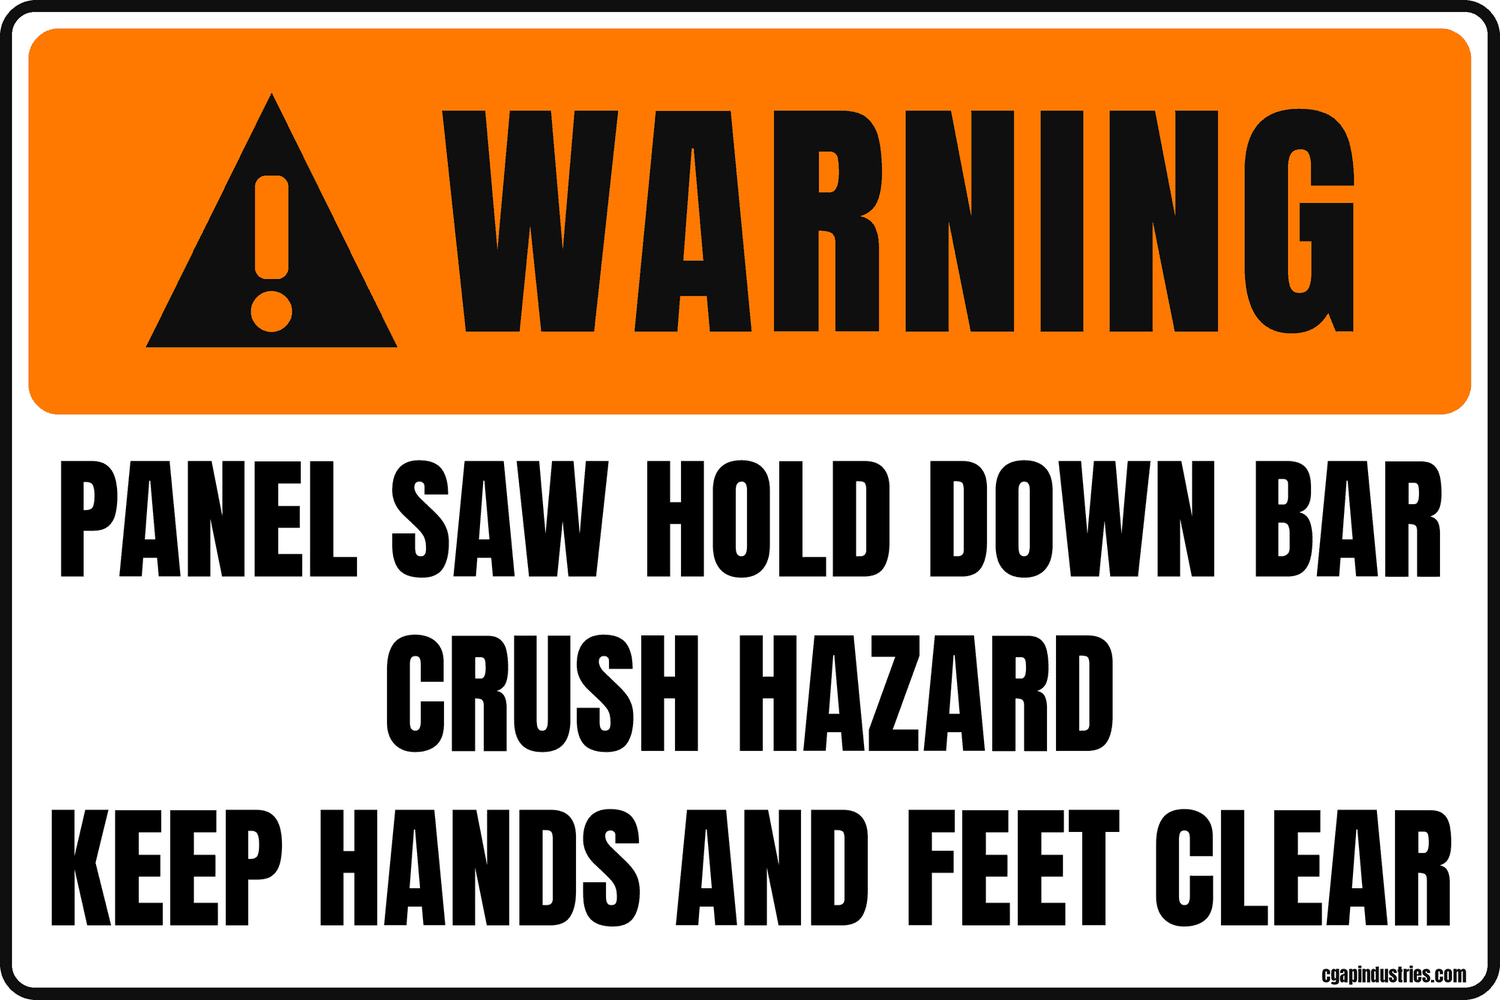 WARNING
PANEL SAW HOLD DOWN BAR
CRUSH HAZARD
KEEP HANDS AND FEET CLEAR
cgapindustries.com